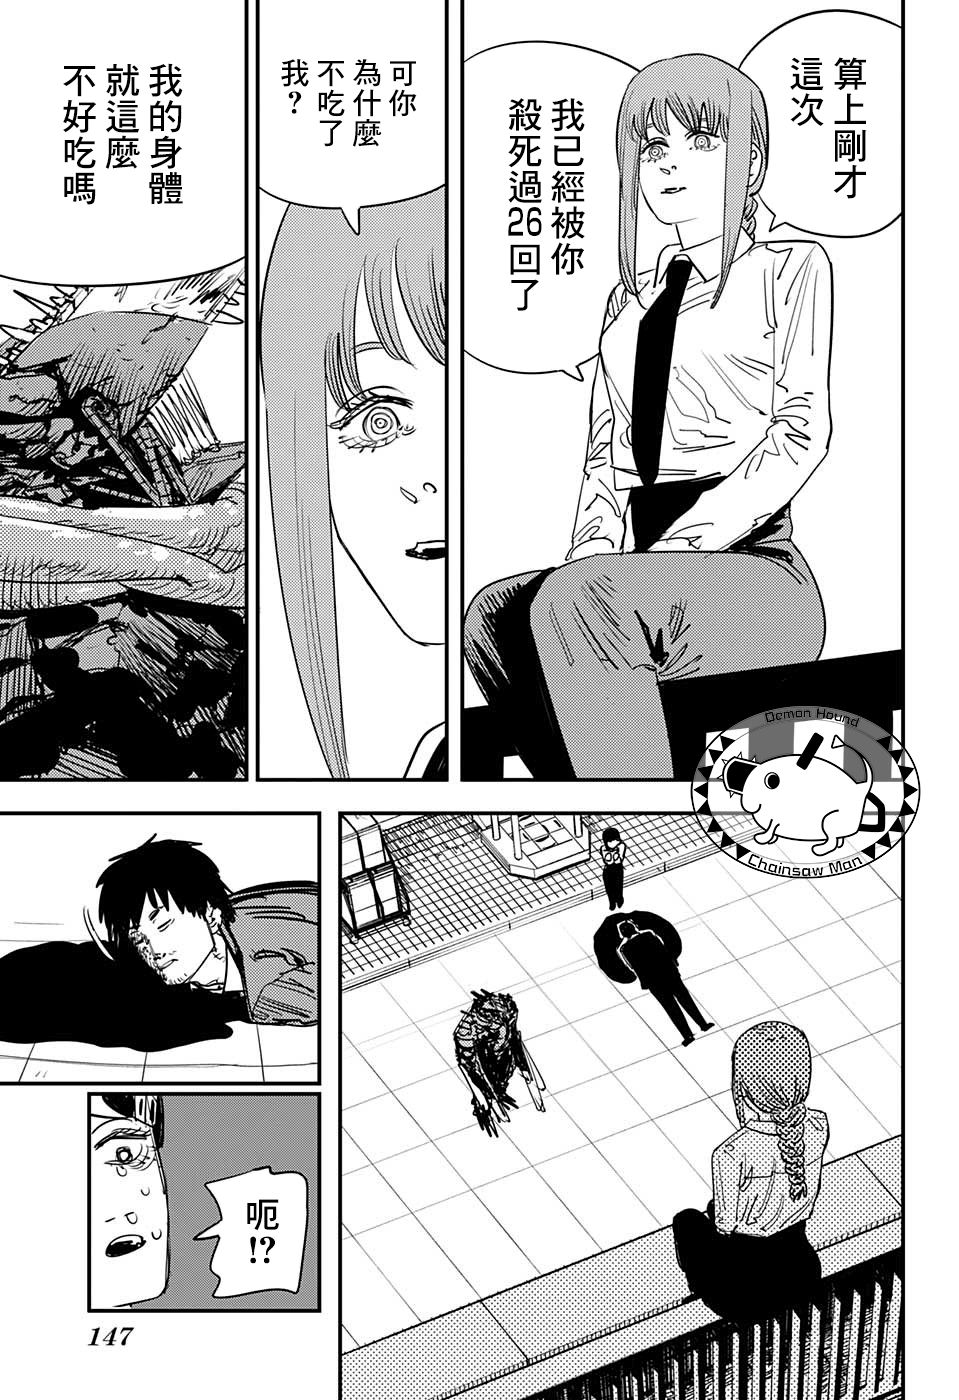 算上剛才
這次
我已經被你
殺死過26回了
可你
為什麼
不吃了
我？
我的身體
就這麼
不好吃嗎
Demon Hound
Chainsaw Man
呃
!?
147